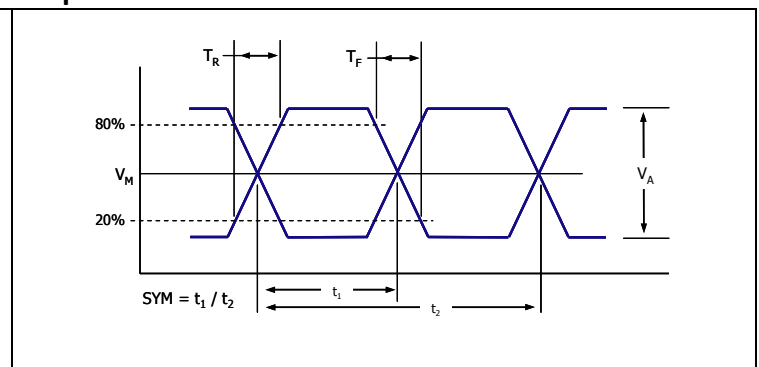 T_R T_F
80%
V_M V_A
20%
SYM = t_1 / t_2
t_1
t_2